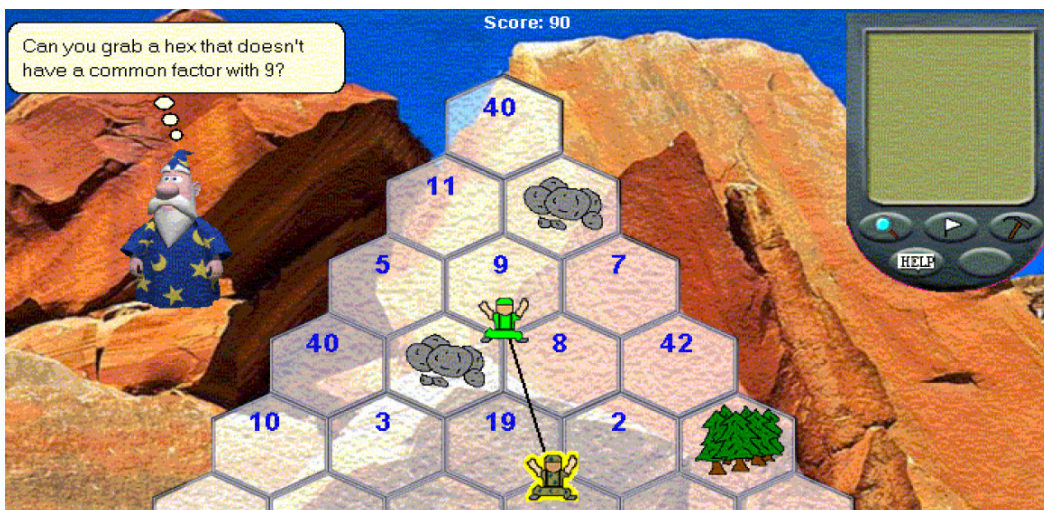 Score: 90
Can you grab a hex that doesn't
have a common factor with 9?
40
11
5 9 7
40 8 42
10 3 19 2
HELP